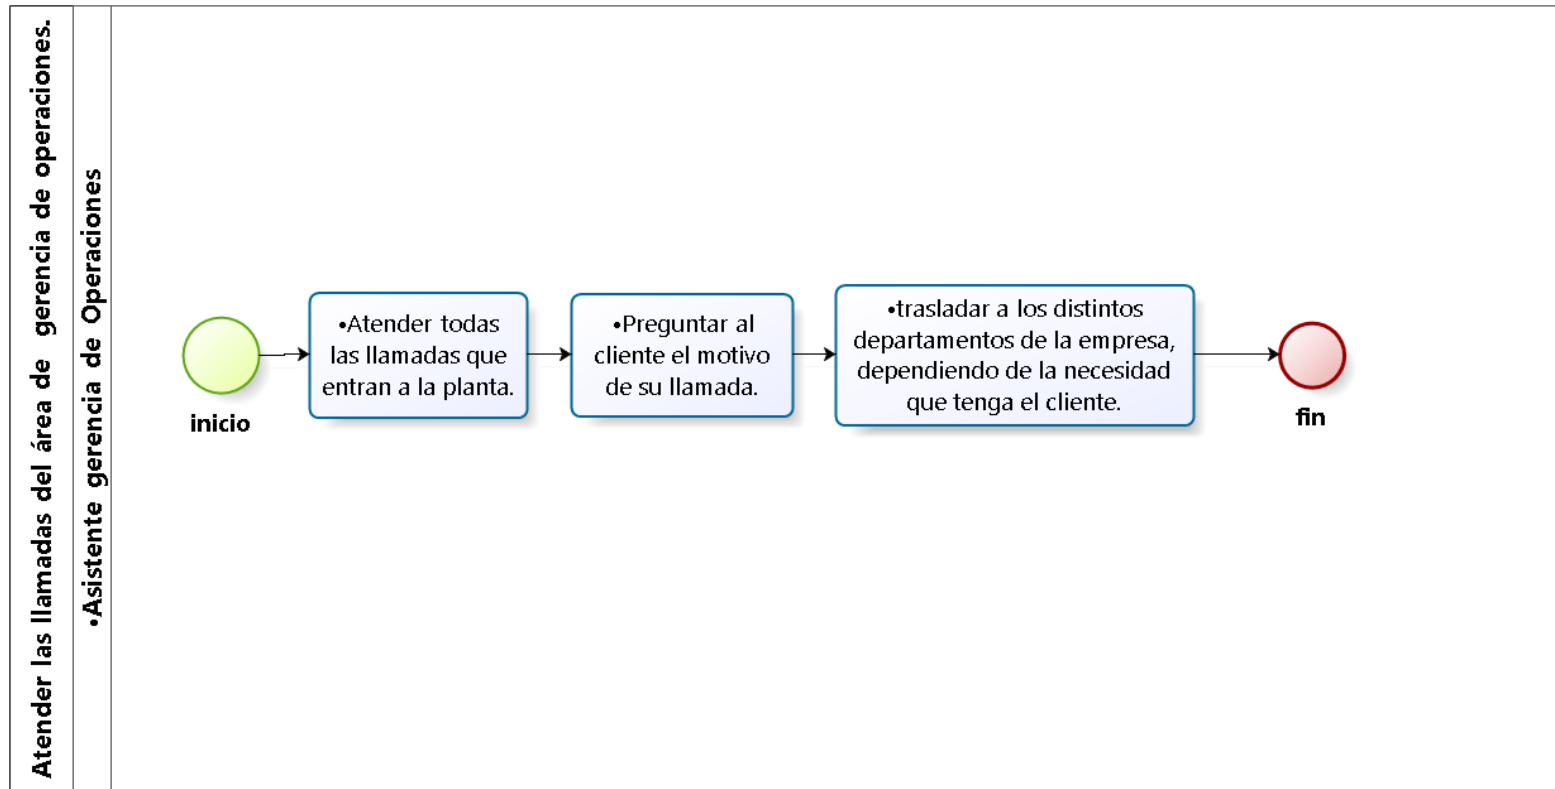 Atender las llamadas del área de gerencia de operaciones.
•Asistente gerencia de Operaciones
inicio
•Atender todas
las llamadas que
entran a la planta.
•Preguntar al
cliente el motivo
de su llamada.
•trasladar a los distintos
departamentos de la empresa,
dependiendo de la necesidad
que tenga el cliente.
fin